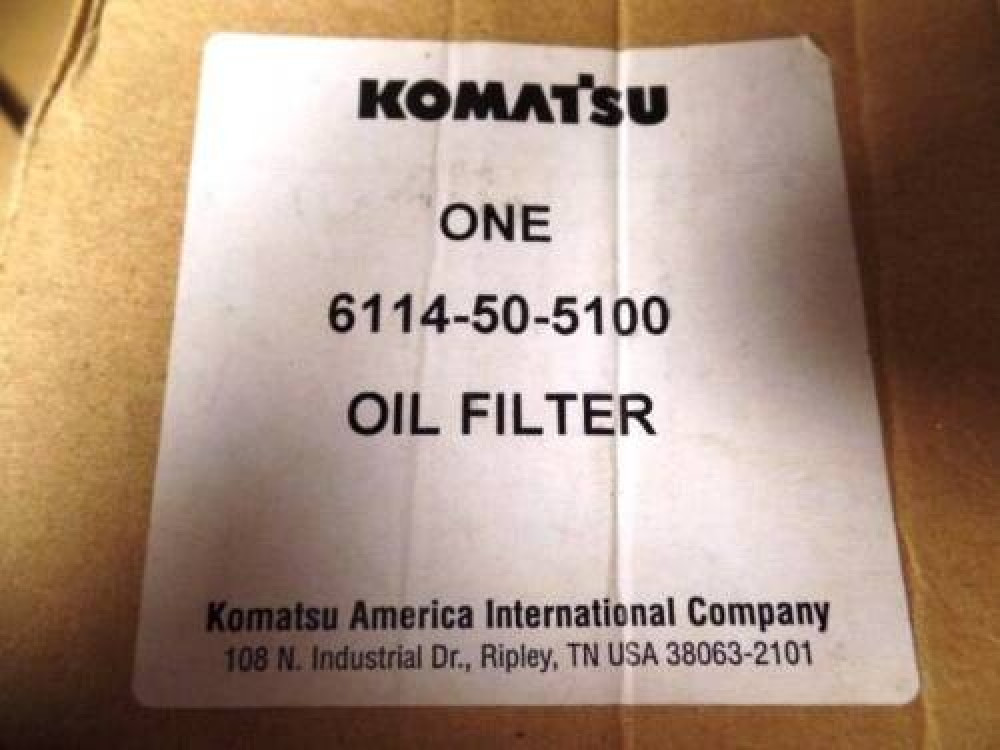 KOMATSU
ONE
6114-50-5100
OIL FILTER
Komatsu America International Company
108 N. Industrial Dr., Ripley, TN USA 38063-2101